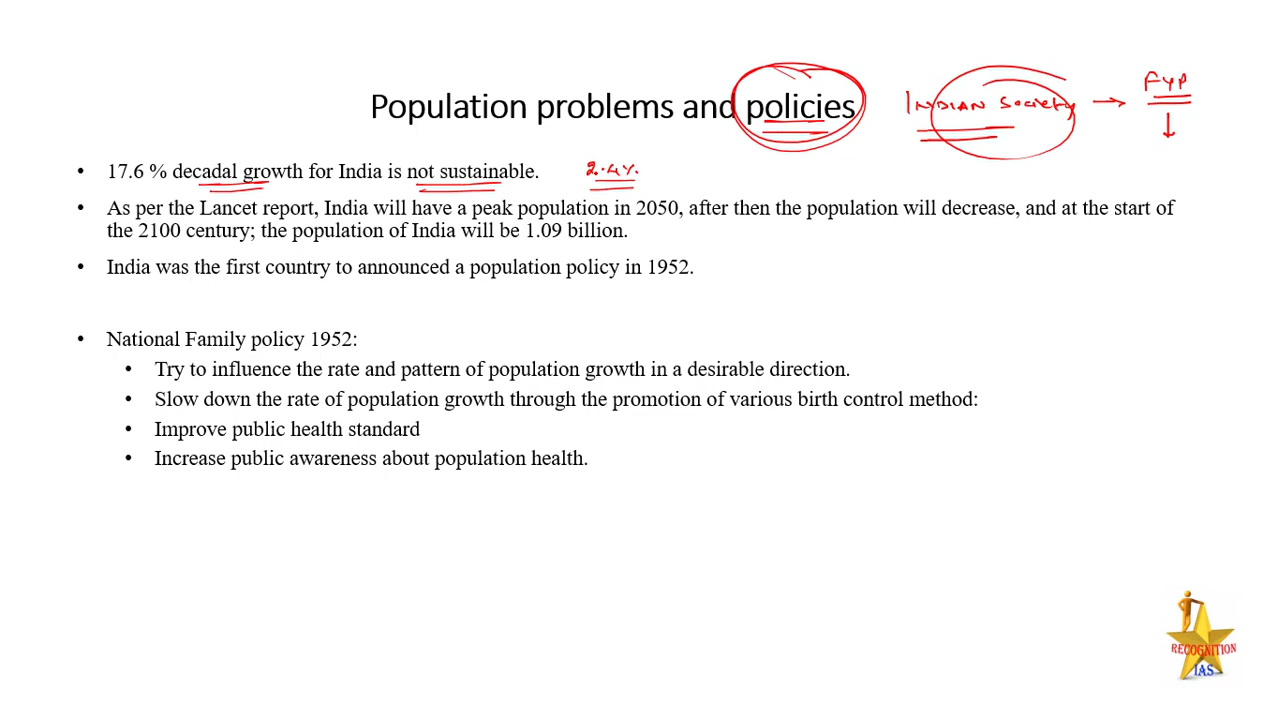 Population problems and policies INDIAN Society → FYP ↓
• 17.6 % decadal growth for India is not sustainable. 2.4%.
• As per the Lancet report, India will have a peak population in 2050, after then the population will decrease, and at the start of
the 2100 century; the population of India will be 1.09 billion.
• India was the first country to announced a population policy in 1952.
• National Family policy 1952:
• Try to influence the rate and pattern of population growth in a desirable direction.
• Slow down the rate of population growth through the promotion of various birth control method:
• Improve public health standard
• Increase public awareness about population health.
RECOGNITION
IAS